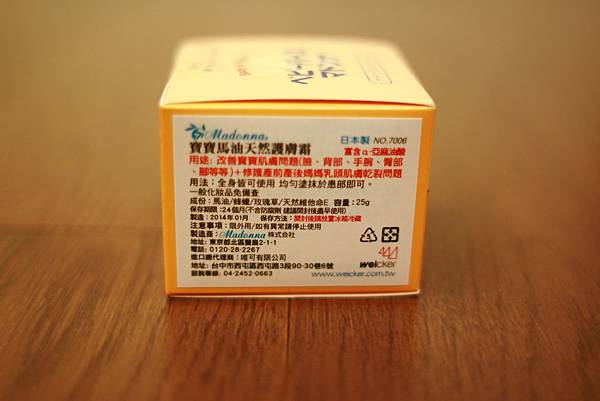 Madonna 日本製 NO.7006
寶寶馬油天然護膚霜 富含α-亞麻油酸
用途: 改善寶寶肌膚問題(臉、背部、手腕、臀部
、腳等等)+修護產前產後媽媽乳頭肌膚乾裂問題
用法：全身皆可使用 均勻塗抹於患部即可。
一般化妝品免備查
成份：馬油/蜂蠟/玫瑰草/天然維他命E 容量：25g
保存期限：24個月(不含防腐劑 建議開封後盡早使用)
製造：2014年01月 保存方法：開封後請放置冰箱冷藏
注意事項：限外用/如有異常請停止使用
製造商：Madonna 株式会社
地址：東京都北區豐島2-1-1
電話：0120-28-2267
進口總代理商：唯可有限公司
地址：台中市西屯區西屯路3段90-30巷6號
諮詢專線：04-2452-0663
weicker
www.weicker.com.tw